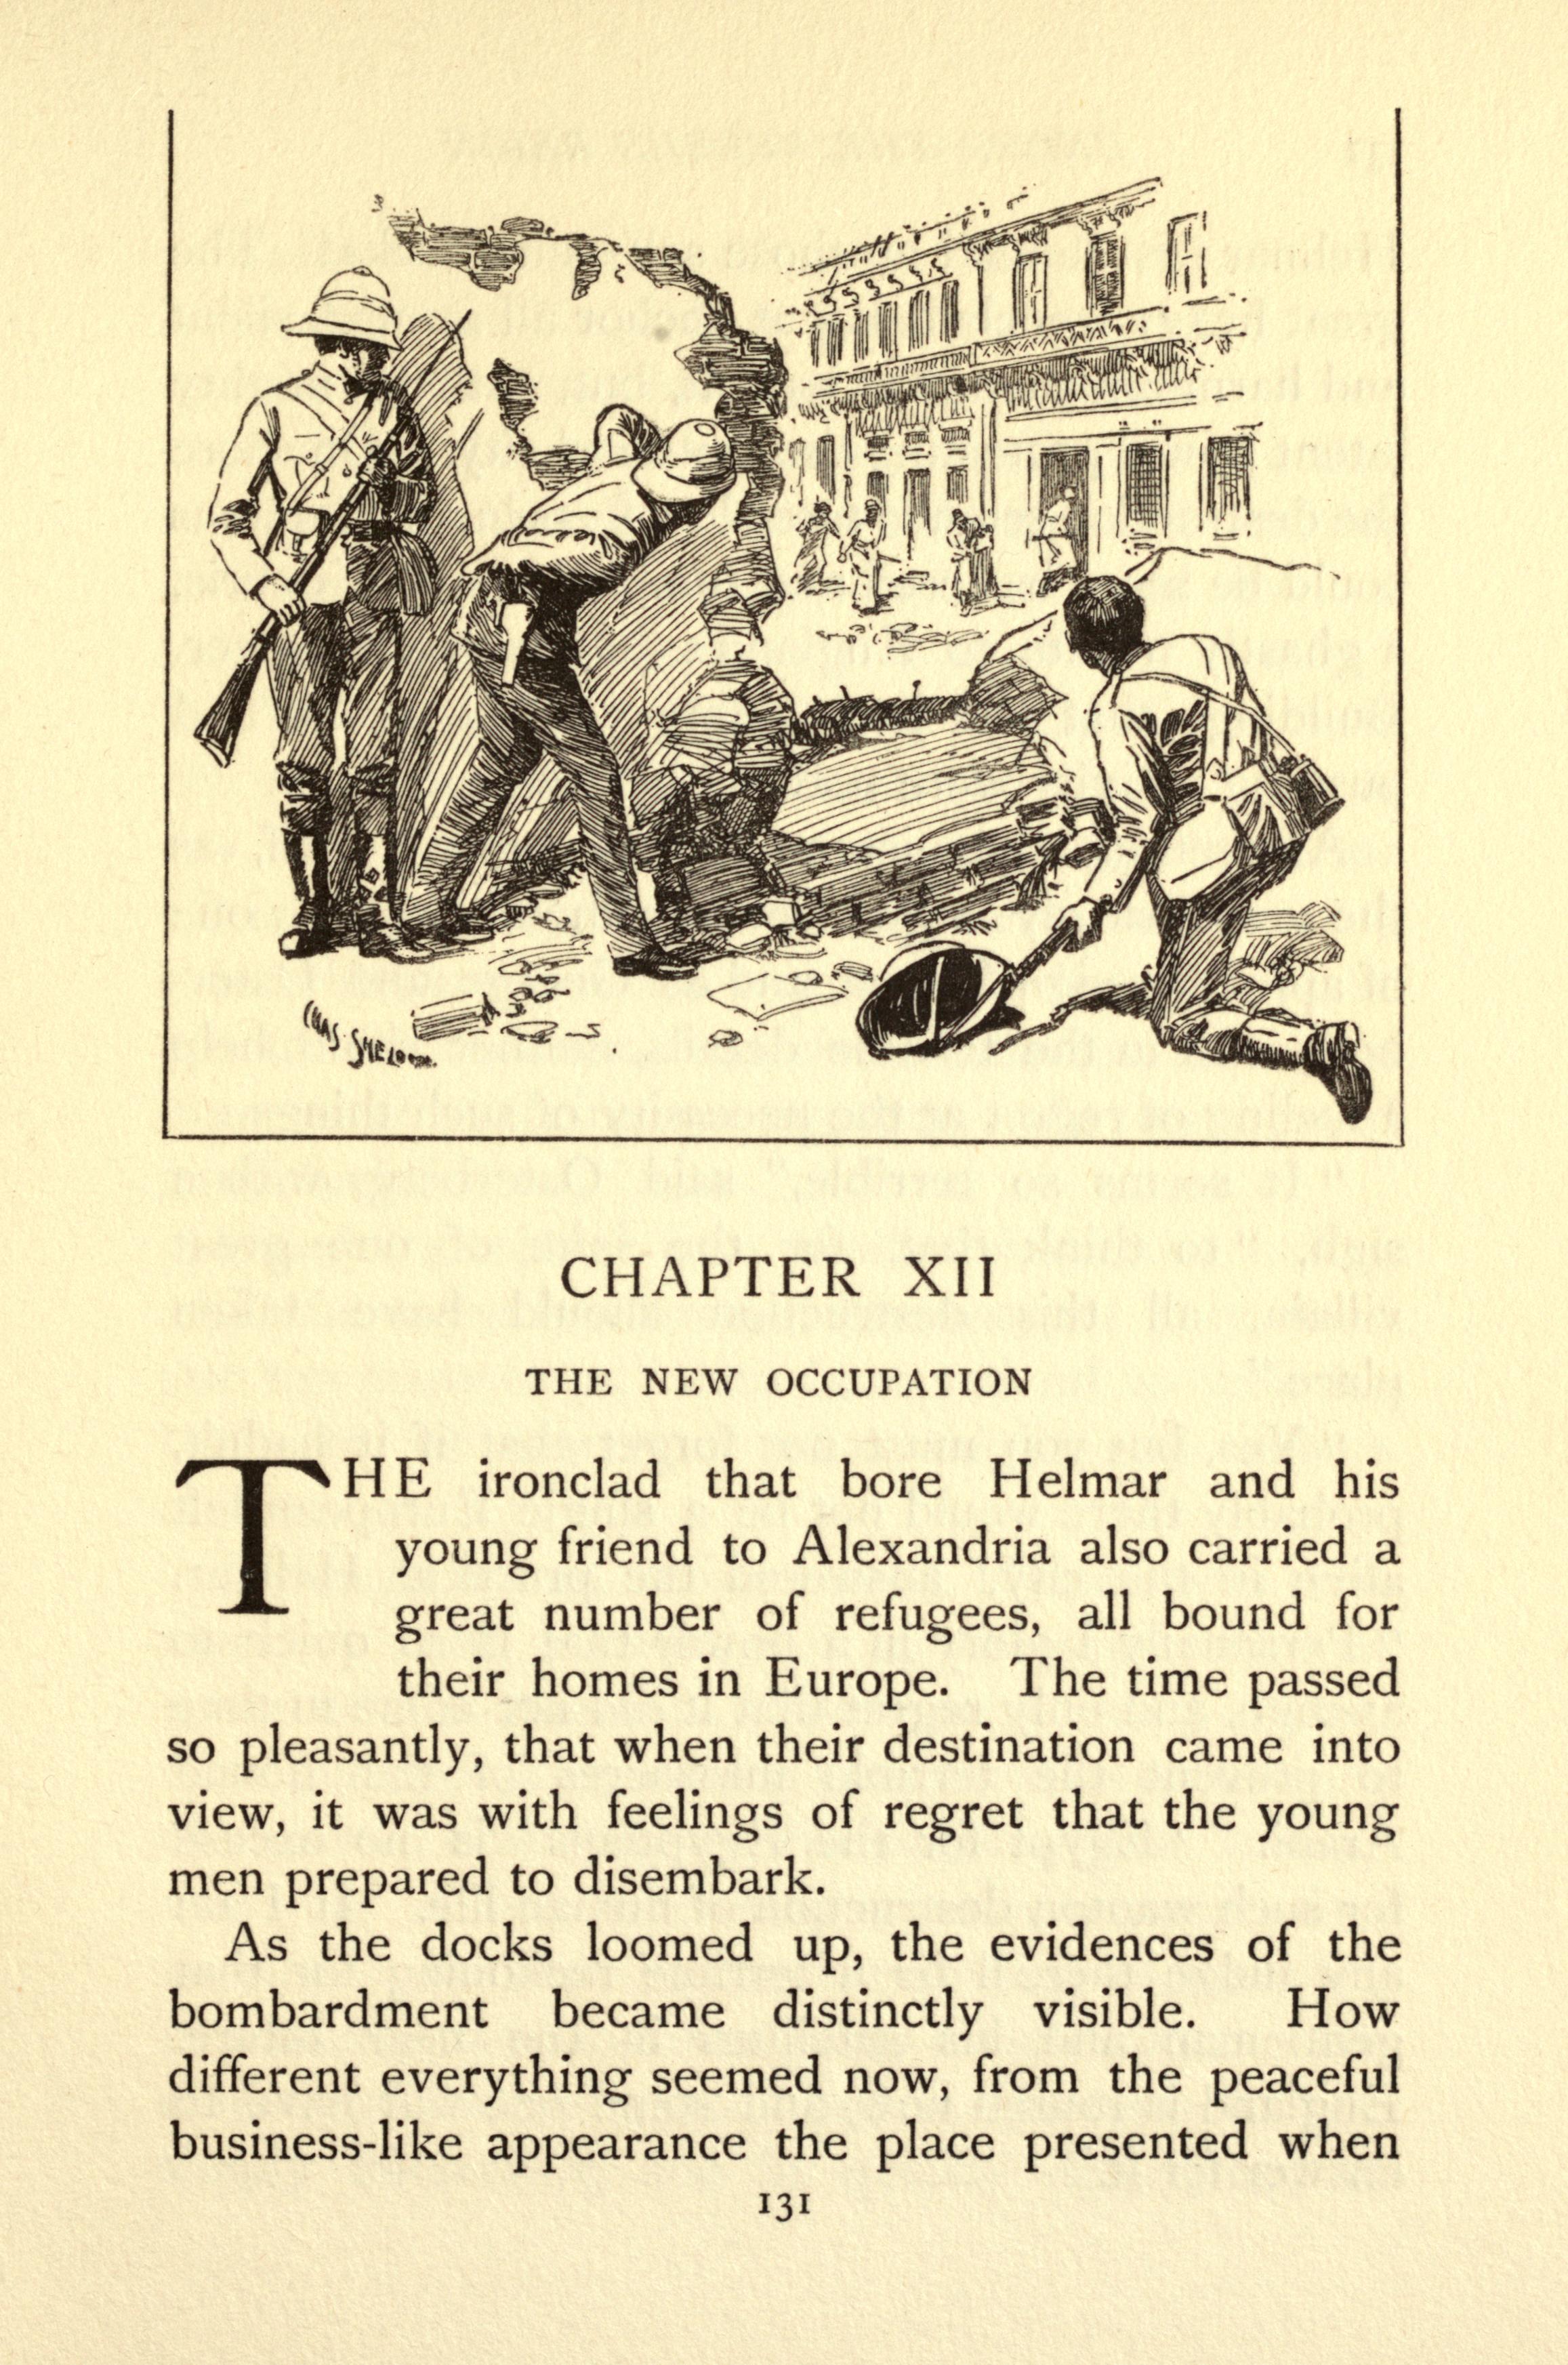 CHAS. SHELDON
CHAPTER XII
THE NEW OCCUPATION
THE ironclad that bore Helmar and his
young friend to Alexandria also carried a
great number of refugees, all bound for
their homes in Europe. The time passed
so pleasantly, that when their destination came into
view, it was with feelings of regret that the young
men prepared to disembark.
As the docks loomed up, the evidences of the
bombardment became distinctly visible. How
different everything seemed now, from the peaceful
business-like appearance the place presented when
131